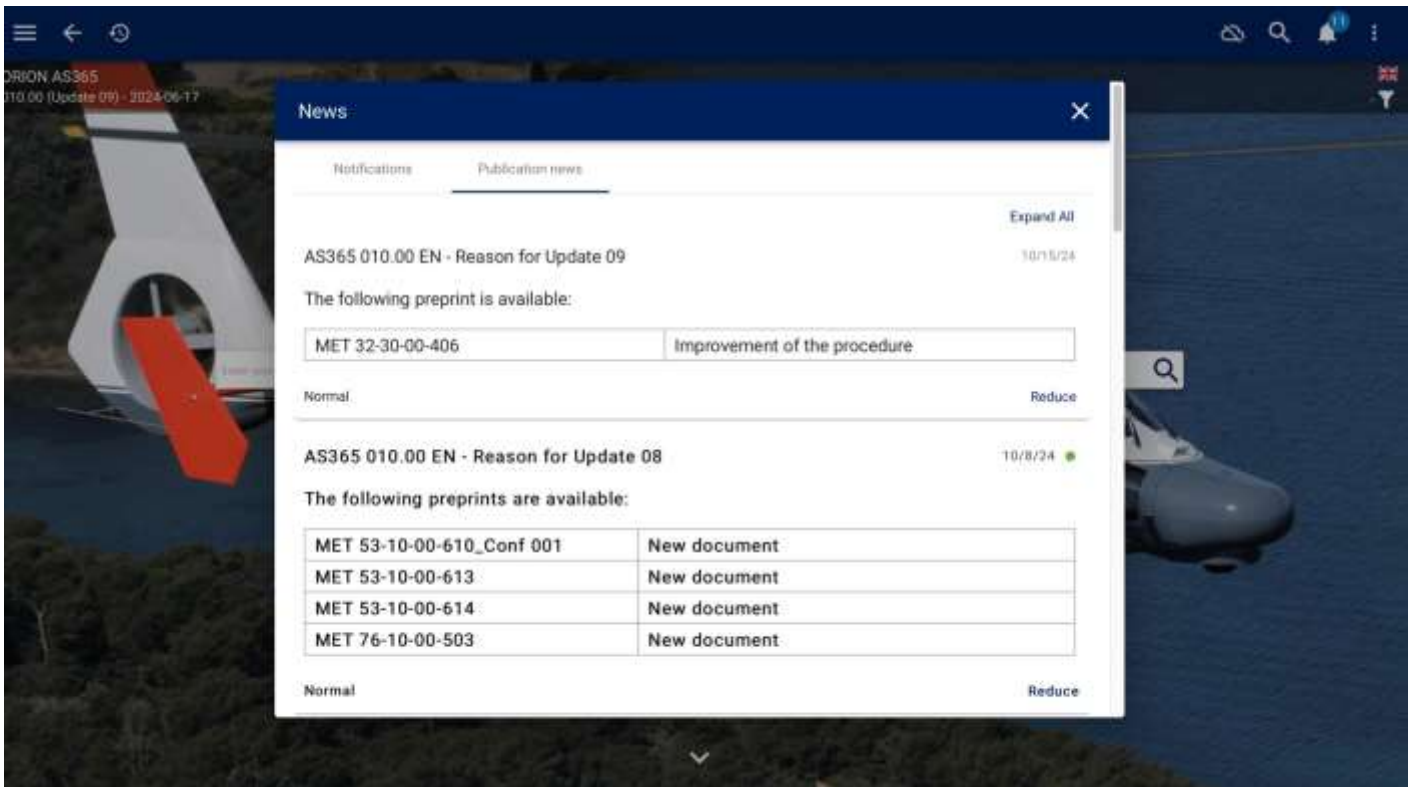 11
ORION AS365
010.00 (Update 09) - 2024-06-17
News
Notifications Publication news
Expand All
AS365 010.00 EN - Reason for Update 09 10/15/24
The following preprint is available:
MET 32-30-00-406 Improvement of the procedure
Normal Reduce
AS365 010.00 EN - Reason for Update 08 10/8/24
The following preprints are available:
MET 53-10-00-610_Conf 001 New document
MET 53-10-00-613 New document
MET 53-10-00-614 New document
MET 76-10-00-503 New document
Normal Reduce